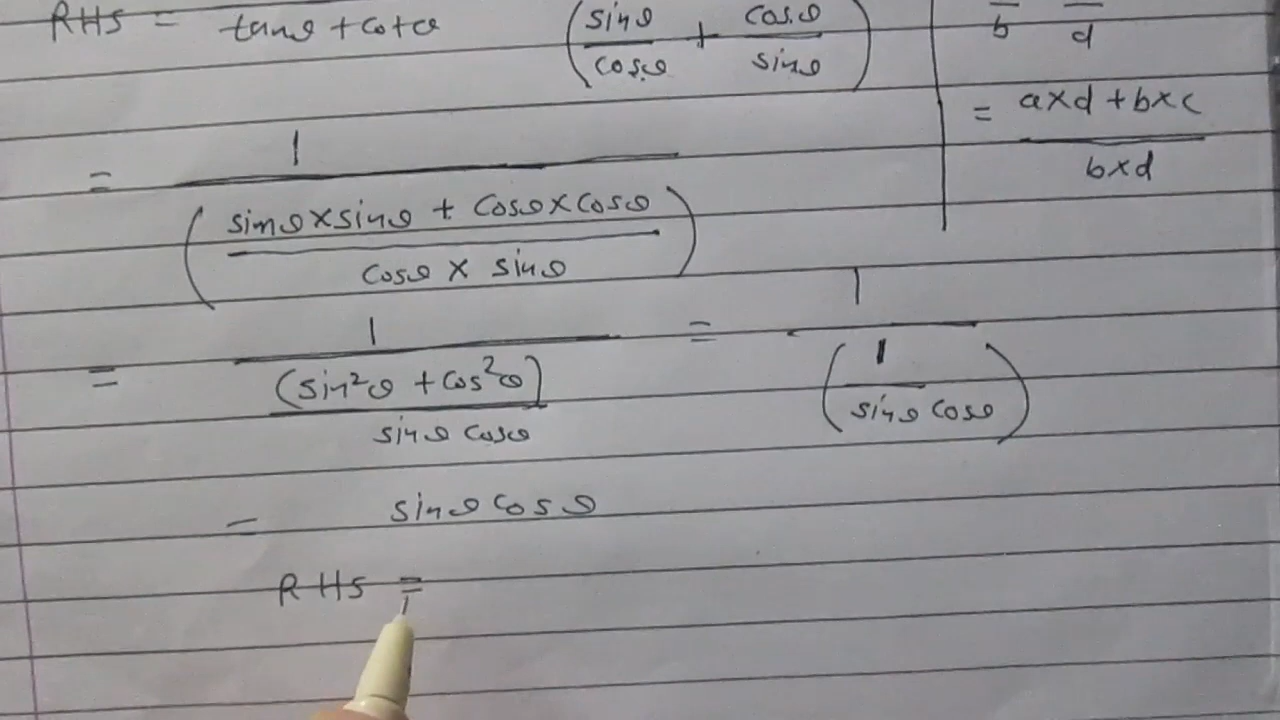 RHS = tanθ + cotθ (sinθ/cosθ + cosθ/sinθ)
b d
= a×d + b×c
b×d
= 1
(sinθ×sinθ + cosθ×cosθ
cosθ × sinθ)
= 1 = 1
(sin²θ + cos²θ) (1
sinθ cosθ sinθ cosθ)
= sinθ cosθ
RHS =